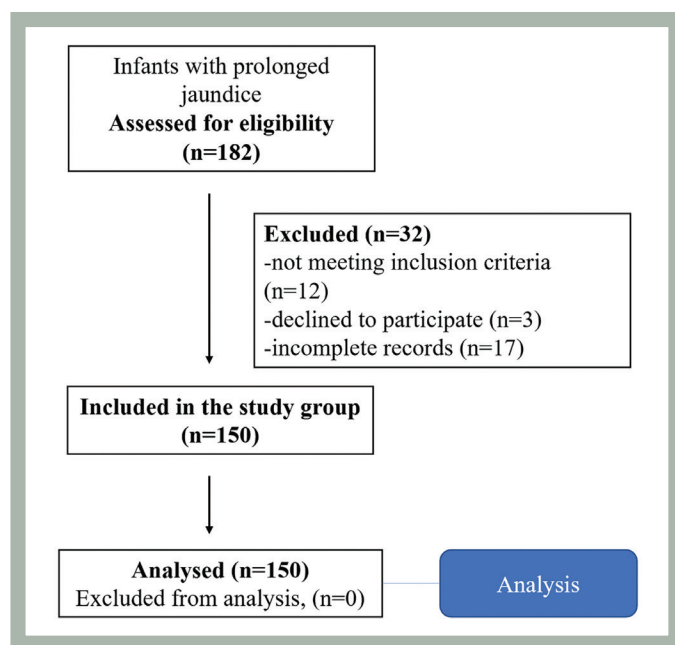 Infants with prolonged
jaundice
Assessed for eligibility
(n=182)
Excluded (n=32)
-not meeting inclusion criteria
(n=12)
-declined to participate (n=3)
-incomplete records (n=17)
Included in the study group
(n=150)
Analysed (n=150)
Excluded from analysis, (n=0)
Analysis